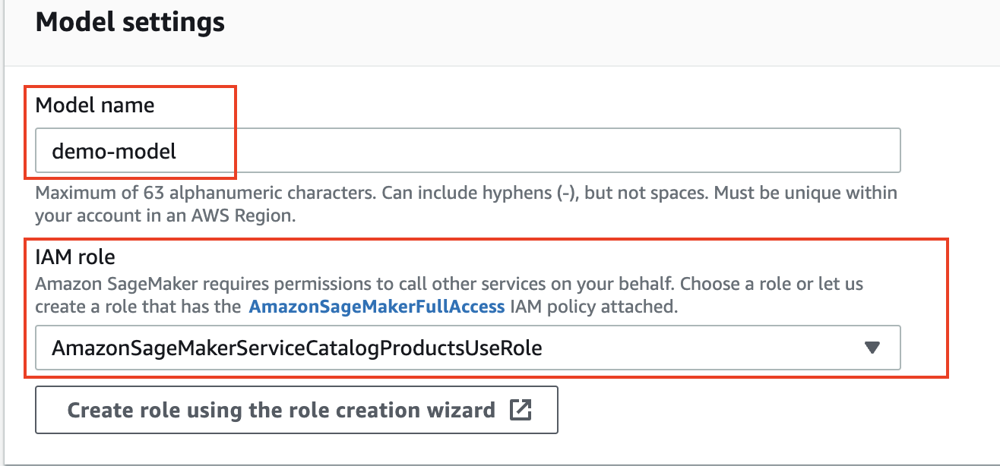 Model settings
Model name
demo-model
Maximum of 63 alphanumeric characters. Can include hyphens (-), but not spaces. Must be unique within
your account in an AWS Region.
IAM role
Amazon SageMaker requires permissions to call other services on your behalf. Choose a role or let us
create a role that has the AmazonSageMakerFullAccess IAM policy attached.
AmazonSageMakerServiceCatalogProductsUseRole
Create role using the role creation wizard